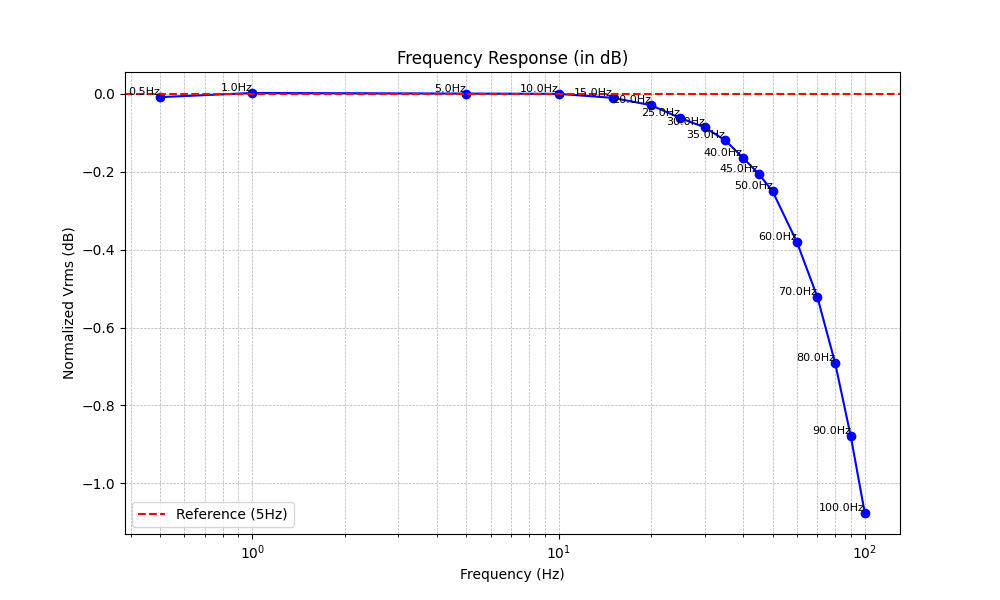 Frequency Response (in dB)
0.0
−0.2
−0.4
−0.6
−0.8
−1.0
Normalized Vrms (dB)
0.5Hz
1.0Hz
5.0Hz
10.0Hz
15.0Hz
20.0Hz
25.0Hz
30.0Hz
35.0Hz
40.0Hz
45.0Hz
50.0Hz
60.0Hz
70.0Hz
80.0Hz
90.0Hz
100.0Hz
Reference (5Hz)
10⁰
10¹
10²
Frequency (Hz)